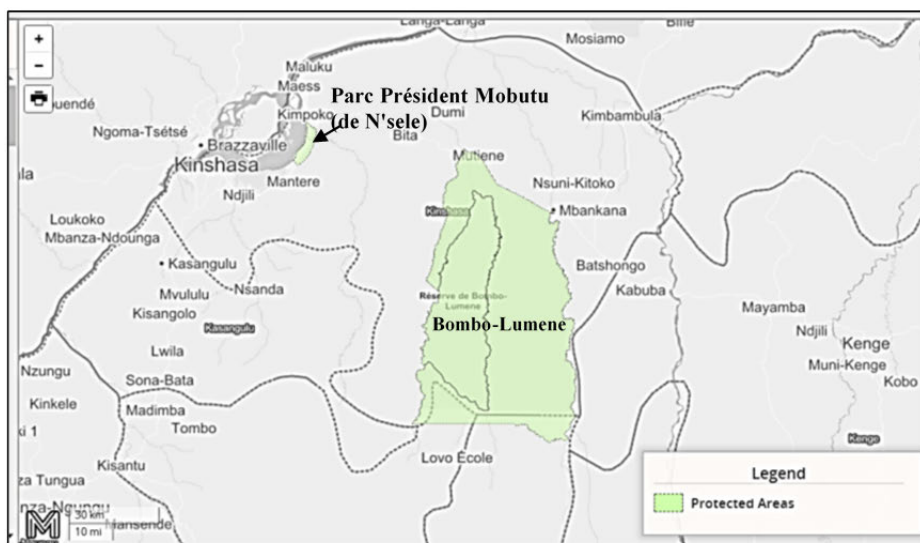 Langa-Langa
+
Mosiamo
−
Maluku
Maess
Parc Président Mobutu
(de N'sele)
Kimpoko
Dumi
Kimbambula
Ngoma-Tsétsé
Bita
Brazzaville
Kinshasa
Mutiene
Mantere
Ndjili
Nsuni-Kitoko
Kinshasa
Mbankana
Loukoko
Mbanza-Ndounga
Kasangulu
Batshongo
Nsanda
Kabuba
Mvululu
Réserve de Bombo-
Lumene
Mayamba
Kisangolo
Bombo-Lumene
Kasangulu
Ndjili
Kenge
Lwila
Muni-Kenge
Nzungu
Sona-Bata
Kobo
Kinkele
Madimba
Tombo
Kenge
Lovo École
Kisantu
Legend
Protected Areas
30 km
10 mi